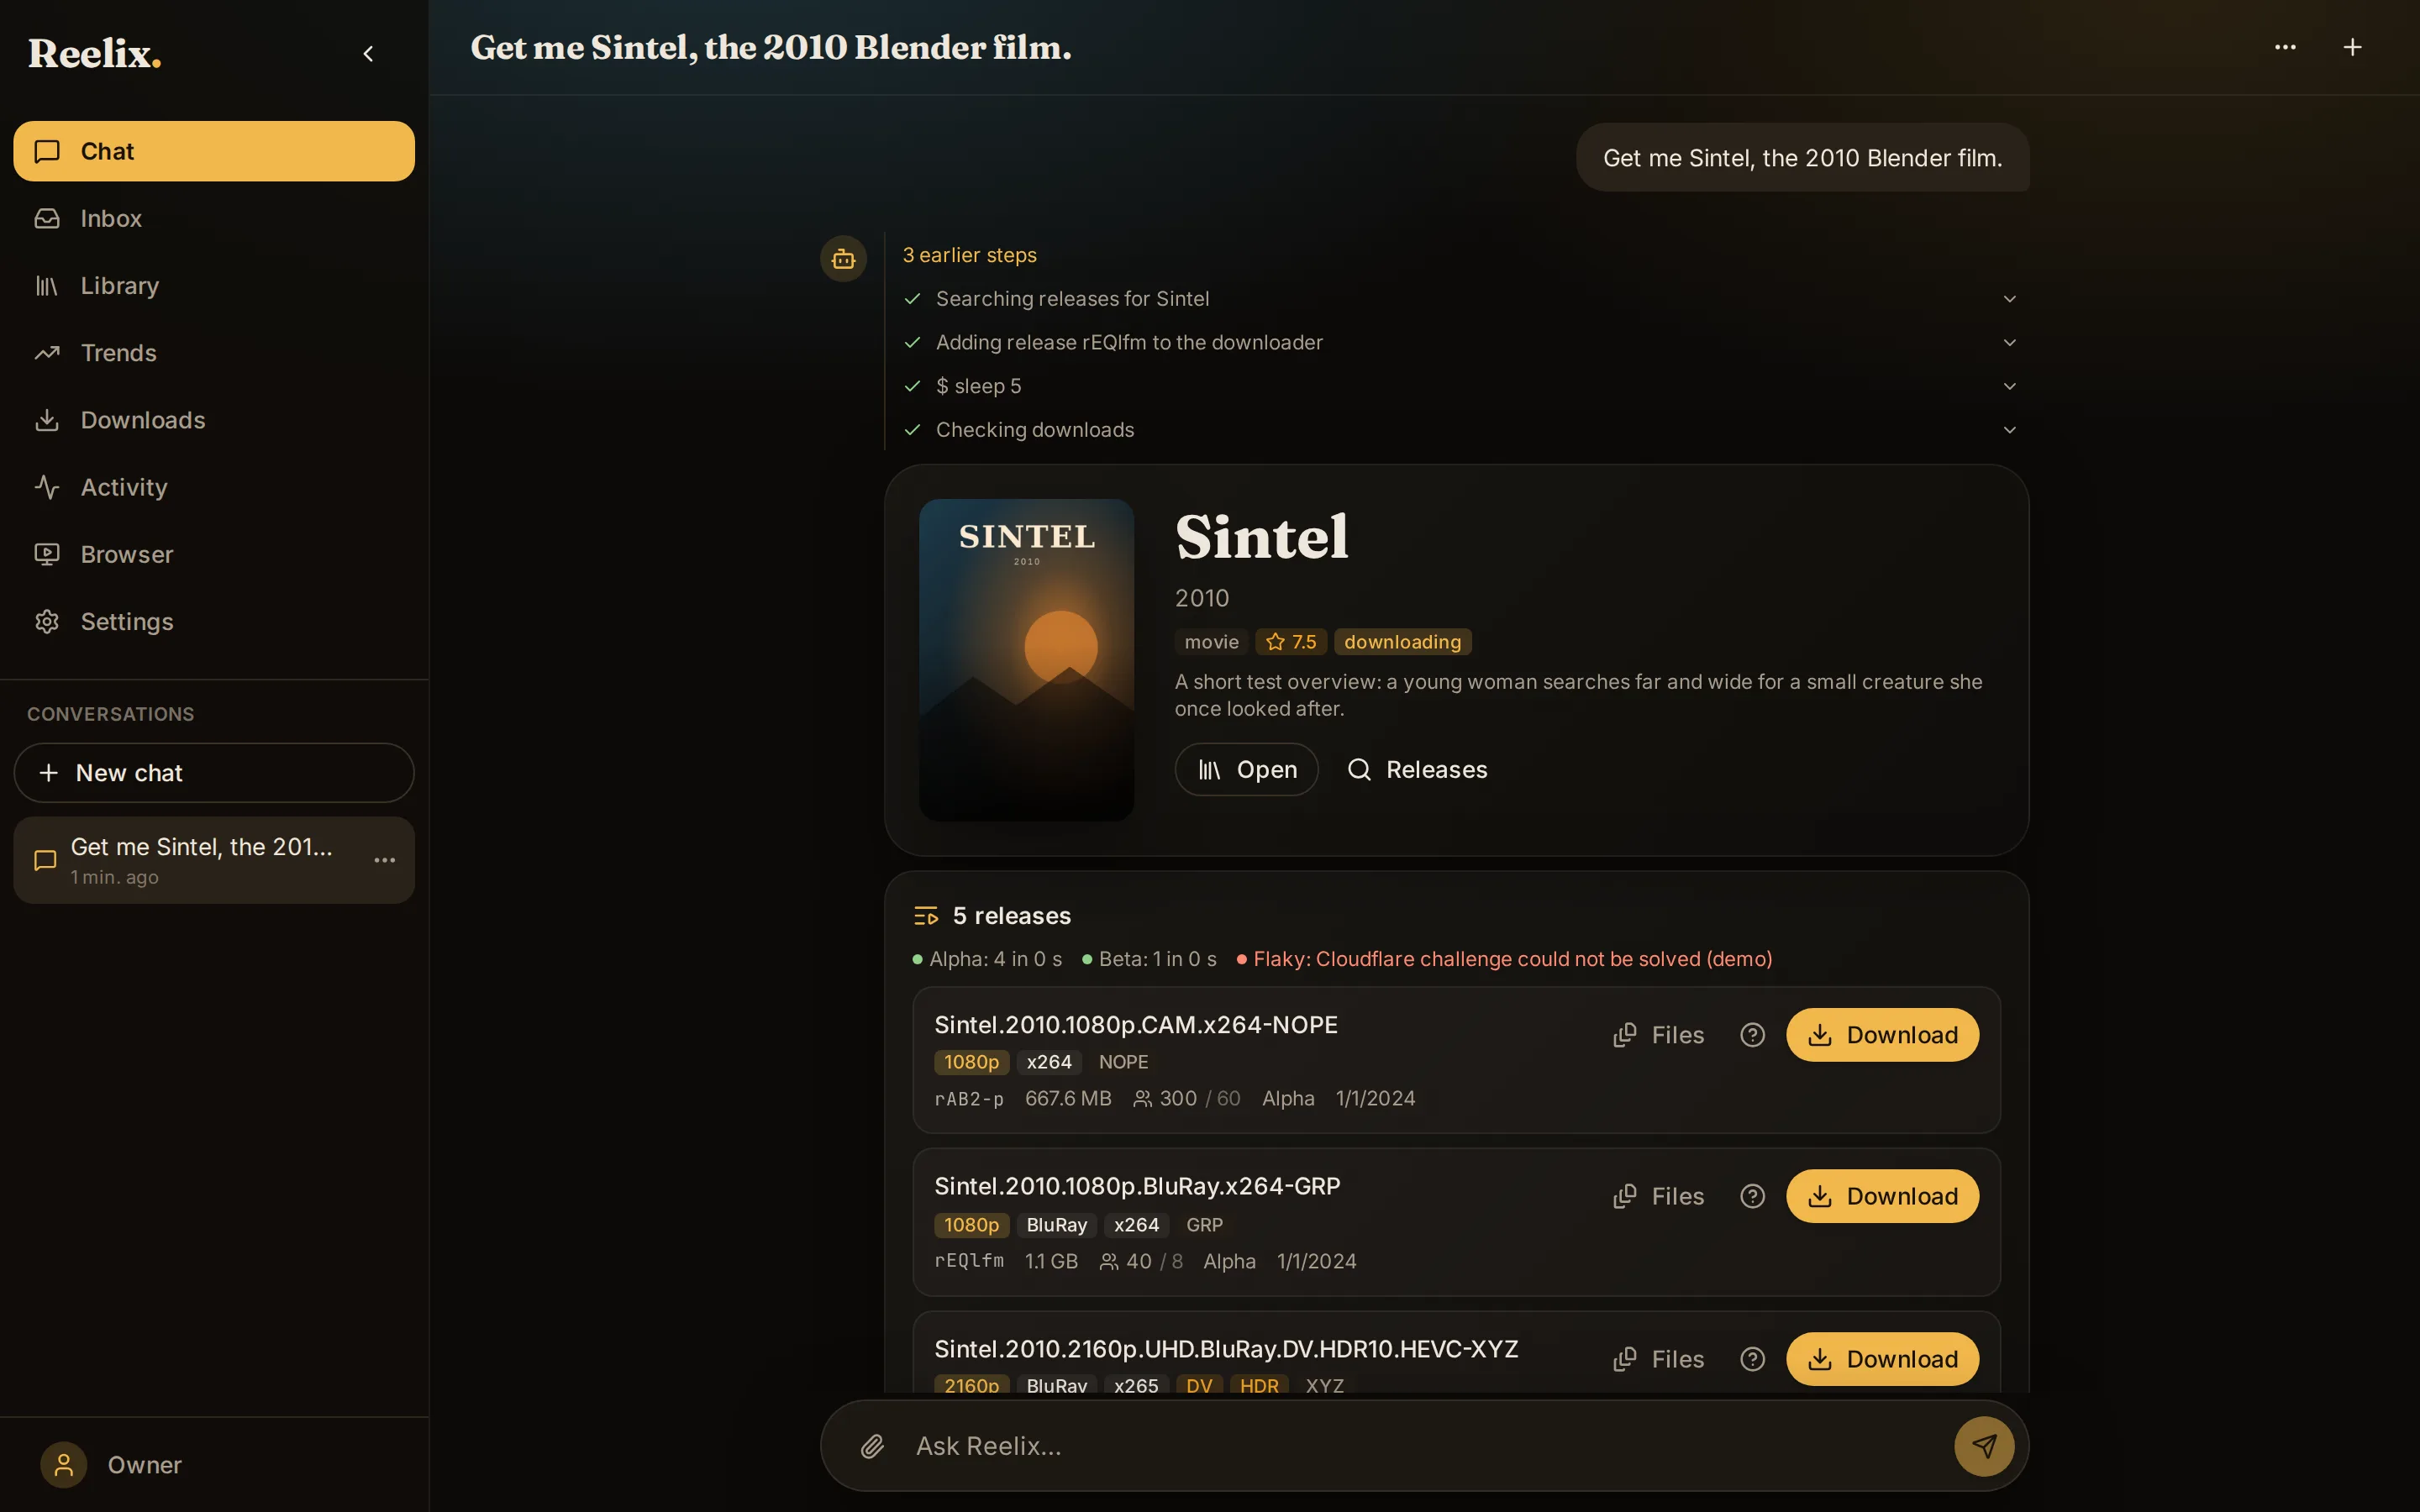 Reelix.
Chat
Inbox
Library
Trends
Downloads
Activity
Browser
Settings
CONVERSATIONS
New chat
Get me Sintel, the 201...
1 min. ago
Owner
Get me Sintel, the 2010 Blender film.
Get me Sintel, the 2010 Blender film.
3 earlier steps
Searching releases for Sintel
Adding release rEQlfm to the downloader
$ sleep 5
Checking downloads
SINTEL
2010
Sintel
2010
movie 7.5 downloading
A short test overview: a young woman searches far and wide for a small creature she
once looked after.
Open Releases
5 releases
Alpha: 4 in 0 s Beta: 1 in 0 s Flaky: Cloudflare challenge could not be solved (demo)
Sintel.2010.1080p.CAM.x264-NOPE Files Download
1080p x264 NOPE
rAB2-p 667.6 MB 300 / 60 Alpha 1/1/2024
Sintel.2010.1080p.BluRay.x264-GRP Files Download
1080p BluRay x264 GRP
rEQlfm 1.1 GB 40 / 8 Alpha 1/1/2024
Sintel.2010.2160p.UHD.BluRay.DV.HDR10.HEVC-XYZ Files Download
2160p BluRay x265 DV HDR XYZ
Ask Reelix...